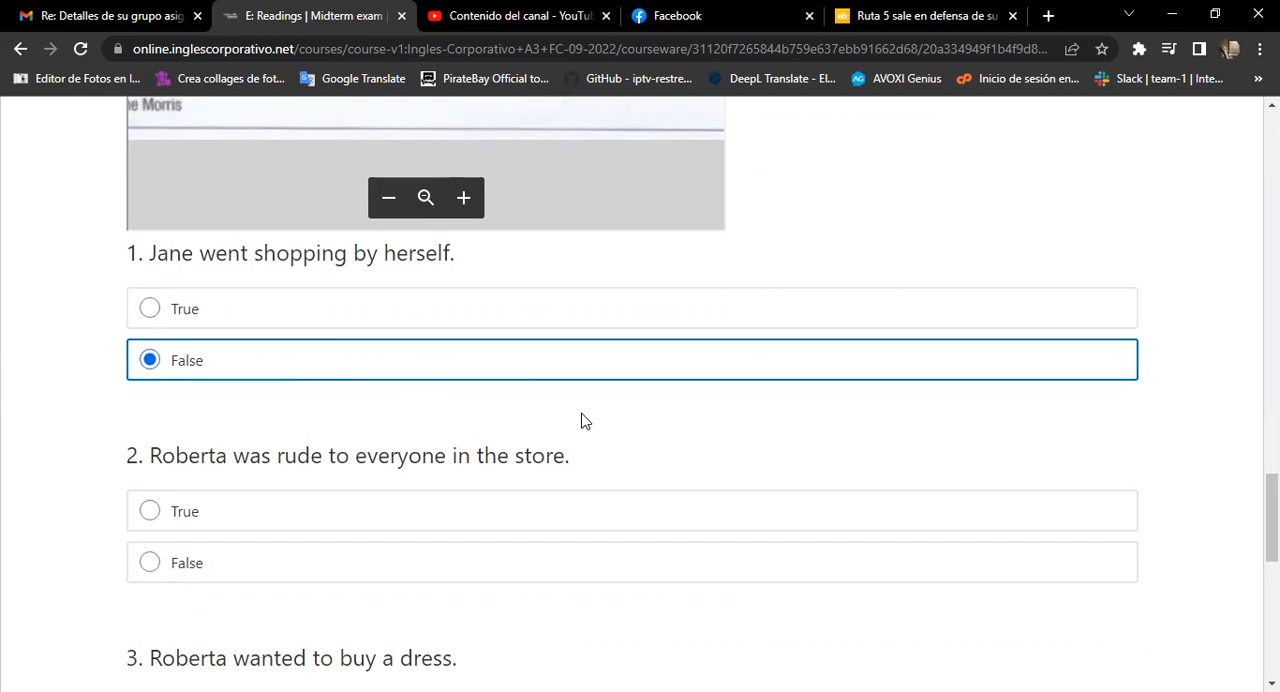 Re: Detalles de su grupo asig
E: Readings | Midterm exam
Contenido del canal - YouTu
Facebook
Ruta 5 sale en defensa de su
online.inglescorporativo.net/courses/course-v1:Ingles-Corporativo+A3+FC-09-2022/courseware/31120f7265844b759e637ebb91662d68/20a334949f1b4f9d8...
Editor de Fotos en l...
Crea collages de fot...
Google Translate
PirateBay Official to...
GitHub - iptv-restre...
DeepL Translate - El...
AVOXI Genius
Inicio de sesión en...
Slack | team-1 | Inte...
»
ne Morris
1. Jane went shopping by herself.
True
False
2. Roberta was rude to everyone in the store.
True
False
3. Roberta wanted to buy a dress.